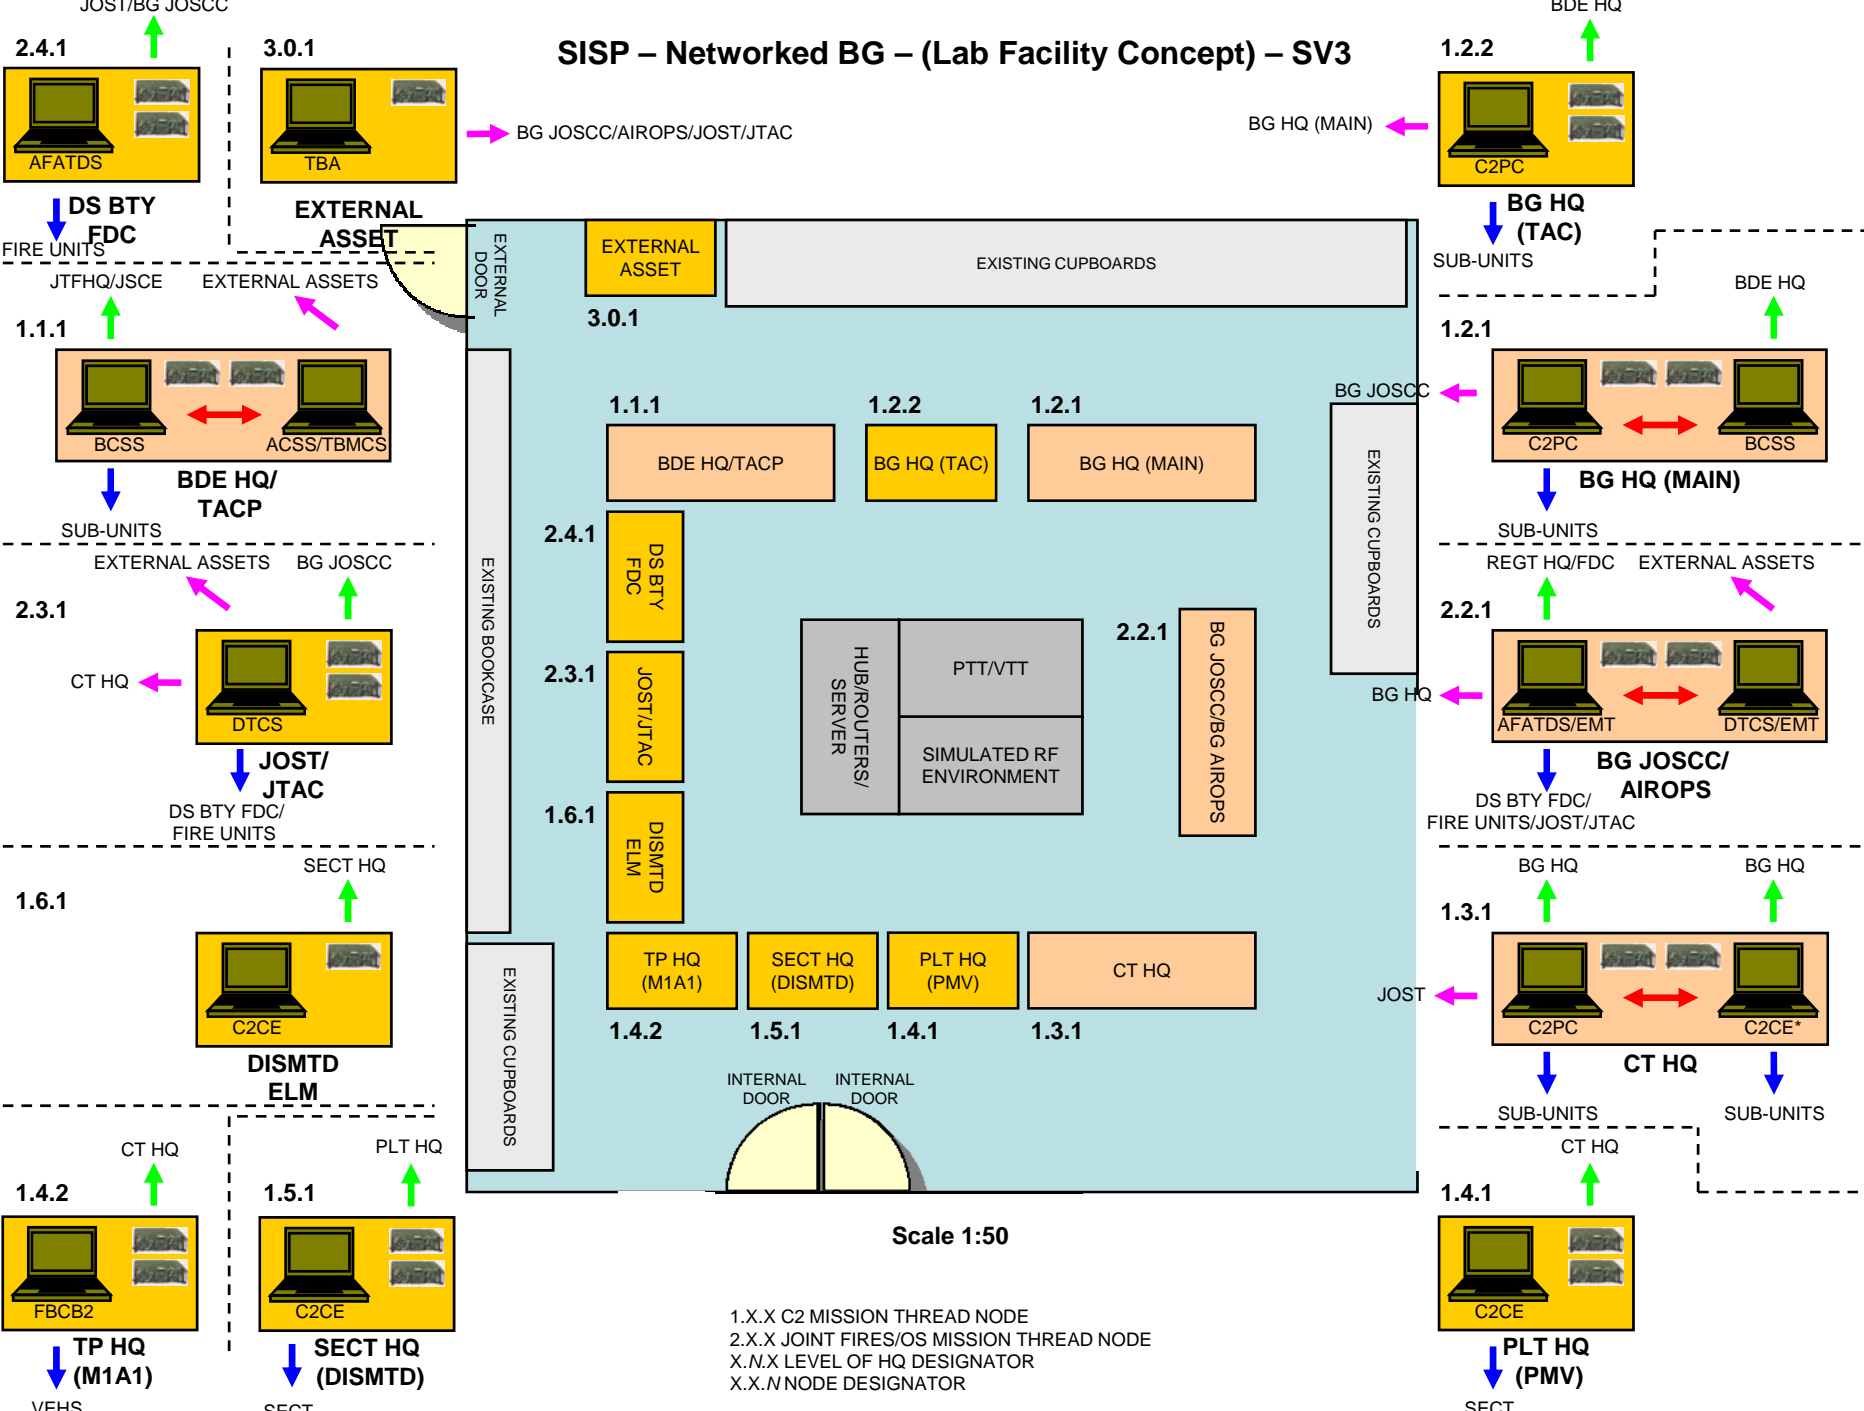 JOST/BG JOSCC
2.4.1
AFATDS
DS BTY
FDC
FIRE UNITS
3.0.1
TBA
EXTERNAL
ASSET
BG JOSCC/AIROPS/JOST/JTAC
SISP – Networked BG – (Lab Facility Concept) – SV3
BDE HQ
1.2.2
BG HQ (MAIN)
C2PC
BG HQ
(TAC)
SUB-UNITS
JTFHQ/JSCE
EXTERNAL ASSETS
1.1.1
BCSS
ACSS/TBMCS
BDE HQ/
TACP
SUB-UNITS
EXTERNAL ASSETS
BG JOSCC
2.3.1
CT HQ
DTCS
JOST/
JTAC
DS BTY FDC/
FIRE UNITS
SECT HQ
1.6.1
C2CE
DISMTD
ELM
CT HQ
1.4.2
FBCB2
TP HQ
(M1A1)
VEHS
PLT HQ
1.5.1
C2CE
SECT HQ
(DISMTD)
SECT
EXTERNAL
DOOR
EXTERNAL
ASSET
3.0.1
EXISTING CUPBOARDS
1.1.1
BDE HQ/TACP
1.2.2
BG HQ (TAC)
1.2.1
BG HQ (MAIN)
EXISTING CUPBOARDS
EXISTING BOOKCASE
2.4.1
DS BTY
FDC
2.3.1
JOST/JTAC
1.6.1
DISMTD
ELM
HUB/ROUTERS/
SERVER
PTT/VTT
SIMULATED RF
ENVIRONMENT
2.2.1
BG JOSCC/BG AIROPS
EXISTING CUPBOARDS
TP HQ
(M1A1)
1.4.2
SECT HQ
(DISMTD)
1.5.1
PLT HQ
(PMV)
1.4.1
CT HQ
1.3.1
INTERNAL
DOOR
INTERNAL
DOOR
Scale 1:50
1.X.X C2 MISSION THREAD NODE
2.X.X JOINT FIRES/OS MISSION THREAD NODE
X.N.X LEVEL OF HQ DESIGNATOR
X.X.N NODE DESIGNATOR
BDE HQ
1.2.1
BG JOSCC
C2PC
BCSS
BG HQ (MAIN)
SUB-UNITS
REGT HQ/FDC
EXTERNAL ASSETS
2.2.1
BG HQ
AFATDS/EMT
DTCS/EMT
BG JOSCC/
AIROPS
DS BTY FDC/
FIRE UNITS/JOST/JTAC
BG HQ
BG HQ
1.3.1
JOST
C2PC
C2CE*
CT HQ
SUB-UNITS
SUB-UNITS
CT HQ
1.4.1
C2CE
PLT HQ
(PMV)
SECT